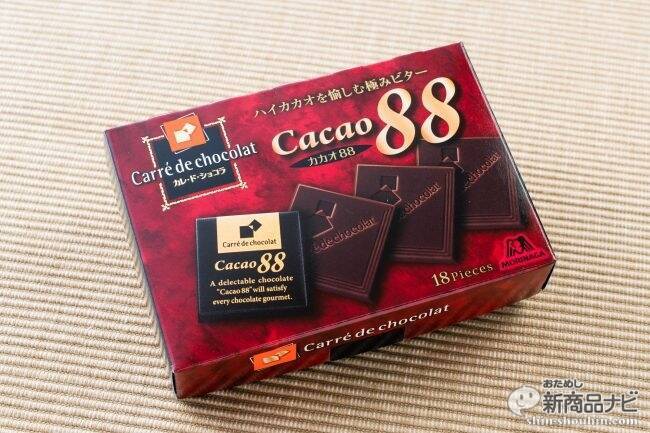 ハイカカオを愉しむ極みビター
Cacao 88
カカオ88
Carré de chocolat
カレ・ド・ショコラ
Carré de chocolat
Cacao 88
A delectable chocolate
"Cacao 88" will satisfy
every chocolate gourmet.
Carré de chocolat
18 Pieces
MORINAGA
Carré de chocolat
おためし
新商品ナビ
shin-shouhin.com